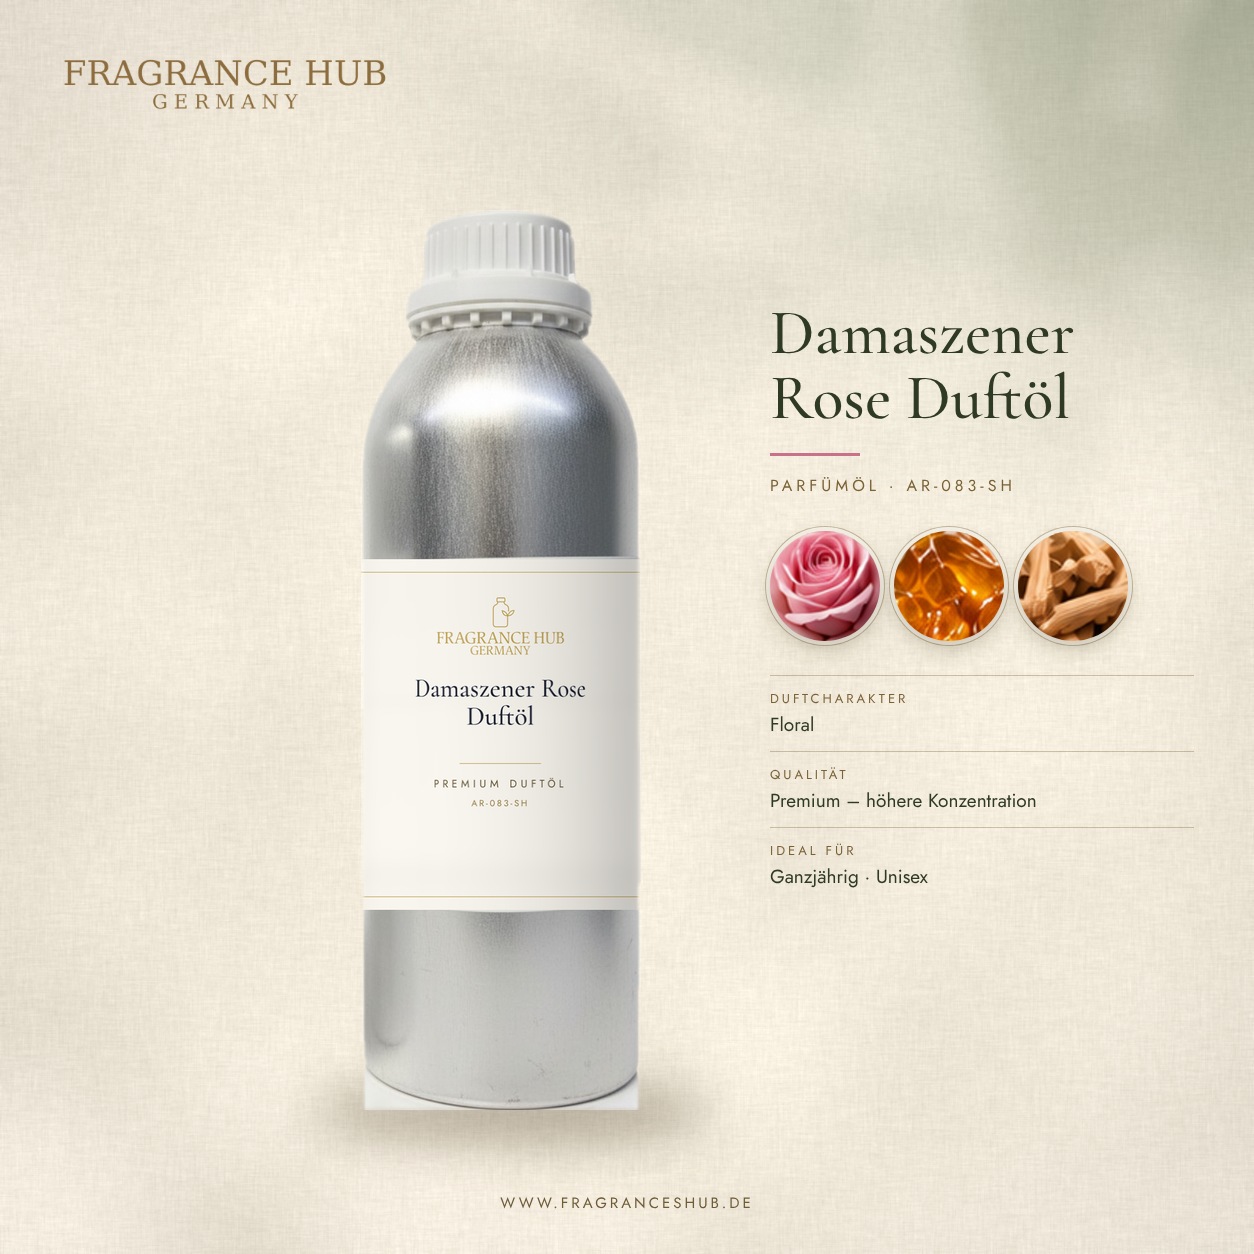 FRAGRANCE HUB
GERMANY
Damaszener
Rose Duftöl
PARFÜMÖL · AR-083-SH
FRAGRANCE HUB
GERMANY
Damaszener Rose
Duftöl
PREMIUM DUFTÖL
AR-083-SH
DUFTCHARAKTER
Floral
QUALITÄT
Premium – höhere Konzentration
IDEAL FÜR
Ganzjährig · Unisex
WWW.FRAGRANCESHUB.DE